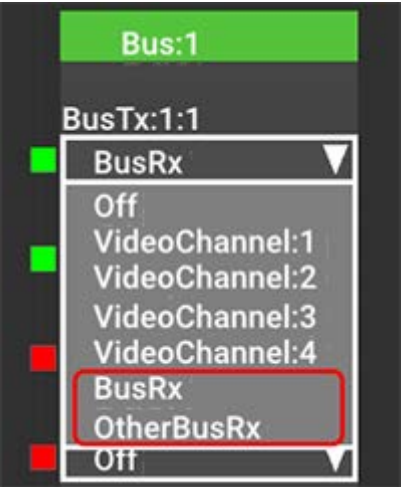 Bus:1
BusTx:1:1
BusRx
Off
VideoChannel:1
VideoChannel:2
VideoChannel:3
VideoChannel:4
BusRx
OtherBusRx
Off